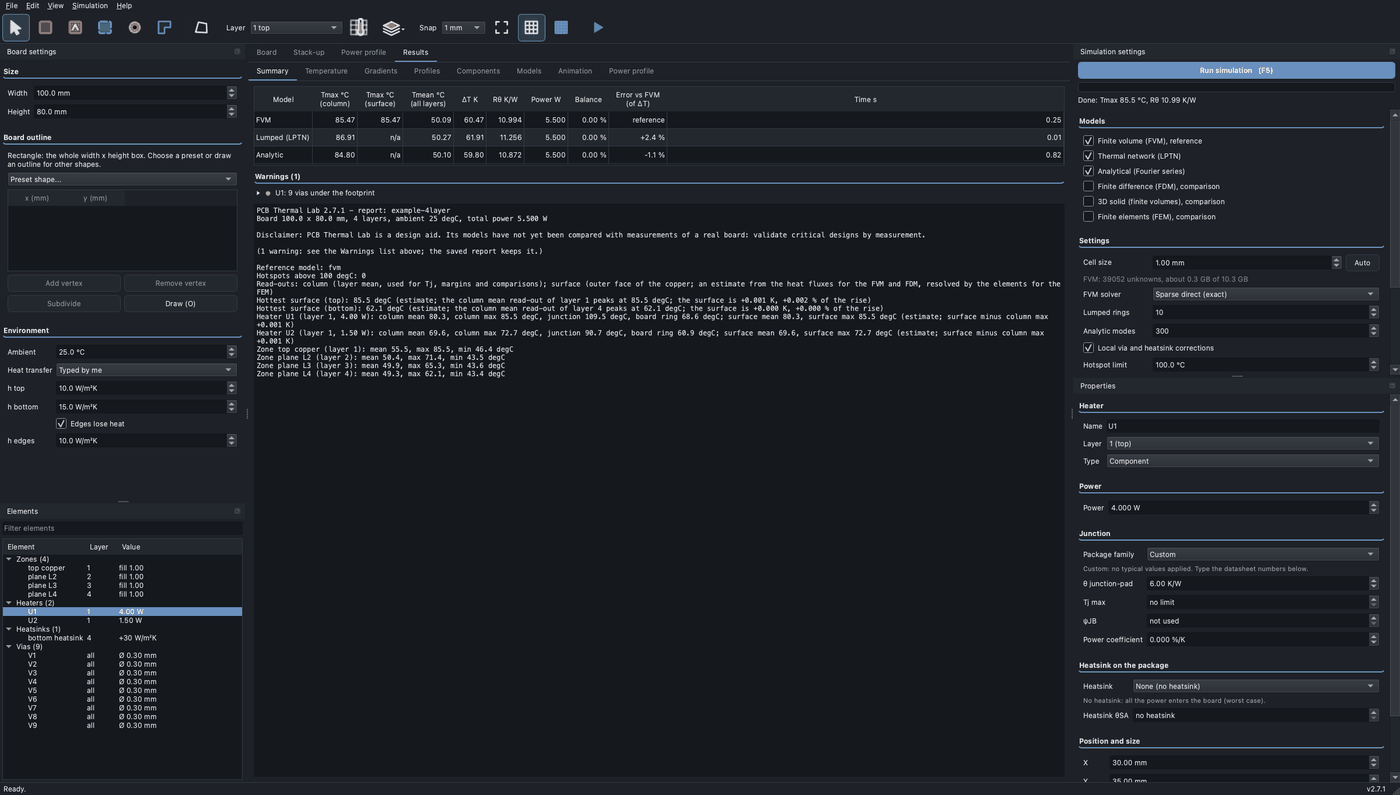 File Edit View Simulation Help
Layer 1 top Snap 1 mm
Board settings
Size
Width 100.0 mm
Height 80.0 mm
Board outline
Rectangle: the whole width x height box. Choose a preset or draw
an outline for other shapes.
Preset shape...
x (mm) y (mm)
Add vertex Remove vertex
Subdivide Draw (O)
Environment
Ambient 25.0 °C
Heat transfer Typed by me
h top 10.0 W/m²K
h bottom 15.0 W/m²K
Edges lose heat
h edges 10.0 W/m²K
Elements
Filter elements
Element Layer Value
Zones (4)
top copper 1 fill 1.00
plane L2 2 fill 1.00
plane L3 3 fill 1.00
plane L4 4 fill 1.00
Heaters (2)
U1 1 4.00 W
U2 1 1.50 W
Heatsinks (1)
bottom heatsink 4 +30 W/m²K
Vias (9)
V1 all Ø 0.30 mm
V2 all Ø 0.30 mm
V3 all Ø 0.30 mm
V4 all Ø 0.30 mm
V5 all Ø 0.30 mm
V6 all Ø 0.30 mm
V7 all Ø 0.30 mm
V8 all Ø 0.30 mm
V9 all Ø 0.30 mm
Board Stack-up Power profile Results
Summary Temperature Gradients Profiles Components Models Animation Power profile
Model Tmax °C (column) Tmax °C (surface) Tmean °C (all layers) ΔT K Rθ K/W Power W Balance Error vs FVM (of ΔT) Time s
FVM 85.47 85.47 50.09 60.47 10.994 5.500 0.00 % reference 0.25
Lumped (LPTN) 86.91 n/a 50.27 61.91 11.256 5.500 0.00 % +2.4 % 0.01
Analytic 84.80 n/a 50.10 59.80 10.872 5.500 0.00 % -1.1 % 0.82
Warnings (1)
U1: 9 vias under the footprint
PCB Thermal Lab 2.7.1 - report: example-4layer
Board 100.0 x 80.0 mm, 4 layers, ambient 25 degC, total power 5.500 W
Disclaimer: PCB Thermal Lab is a design aid. Its models have not yet been compared with measurements of a real board: validate critical designs by measurement.
(1 warning: see the Warnings list above; the saved report keeps it.)
Reference model: fvm
Hotspots above 100 degC: 0
Read-outs: column (layer mean, used for Tj, margins and comparisons); surface (outer face of the copper; an estimate from the heat fluxes for the FVM and FDM, resolved by the elements for the
FEM)
Hottest surface (top): 85.5 degC (estimate; the column mean read-out of layer 1 peaks at 85.5 degC; the surface is +0.001 K, +0.002 % of the rise)
Hottest surface (bottom): 62.1 degC (estimate; the column mean read-out of layer 4 peaks at 62.1 degC; the surface is +0.000 K, +0.000 % of the rise)
Heater U1 (layer 1, 4.00 W): column mean 80.3, column max 85.5 degC, junction 109.5 degC, board ring 68.6 degC; surface mean 80.3, surface max 85.5 degC (estimate; surface minus column max
+0.001 K)
Heater U2 (layer 1, 1.50 W): column mean 69.6, column max 72.7 degC, junction 90.7 degC, board ring 60.9 degC; surface mean 69.6, surface max 72.7 degC (estimate; surface minus column max
+0.001 K)
Zone top copper (layer 1): mean 55.5, max 85.5, min 46.4 degC
Zone plane L2 (layer 2): mean 50.4, max 71.4, min 43.5 degC
Zone plane L3 (layer 3): mean 49.9, max 65.3, min 43.6 degC
Zone plane L4 (layer 4): mean 49.3, max 62.1, min 43.4 degC
Simulation settings
Run simulation (F5)
Done: Tmax 85.5 °C, Rθ 10.99 K/W
Models
Finite volume (FVM), reference
Thermal network (LPTN)
Analytical (Fourier series)
Finite difference (FDM), comparison
3D solid (finite volumes), comparison
Finite elements (FEM), comparison
Settings
Cell size 1.00 mm Auto
FVM: 39052 unknowns, about 0.3 GB of 10.3 GB
FVM solver Sparse direct (exact)
Lumped rings 10
Analytic modes 300
Local via and heatsink corrections
Hotspot limit 100.0 °C
Properties
Heater
Name U1
Layer 1 (top)
Type Component
Power
Power 4.000 W
Junction
Package family Custom
Custom: no typical values applied. Type the datasheet numbers below.
θ junction-pad 6.00 K/W
Tj max no limit
ψJB not used
Power coefficient 0.000 %/K
Heatsink on the package
Heatsink None (no heatsink)
No heatsink: all the power enters the board (worst case).
Heatsink θSA no heatsink
Position and size
X 30.00 mm
Y 35.00 mm
Ready. v2.7.1